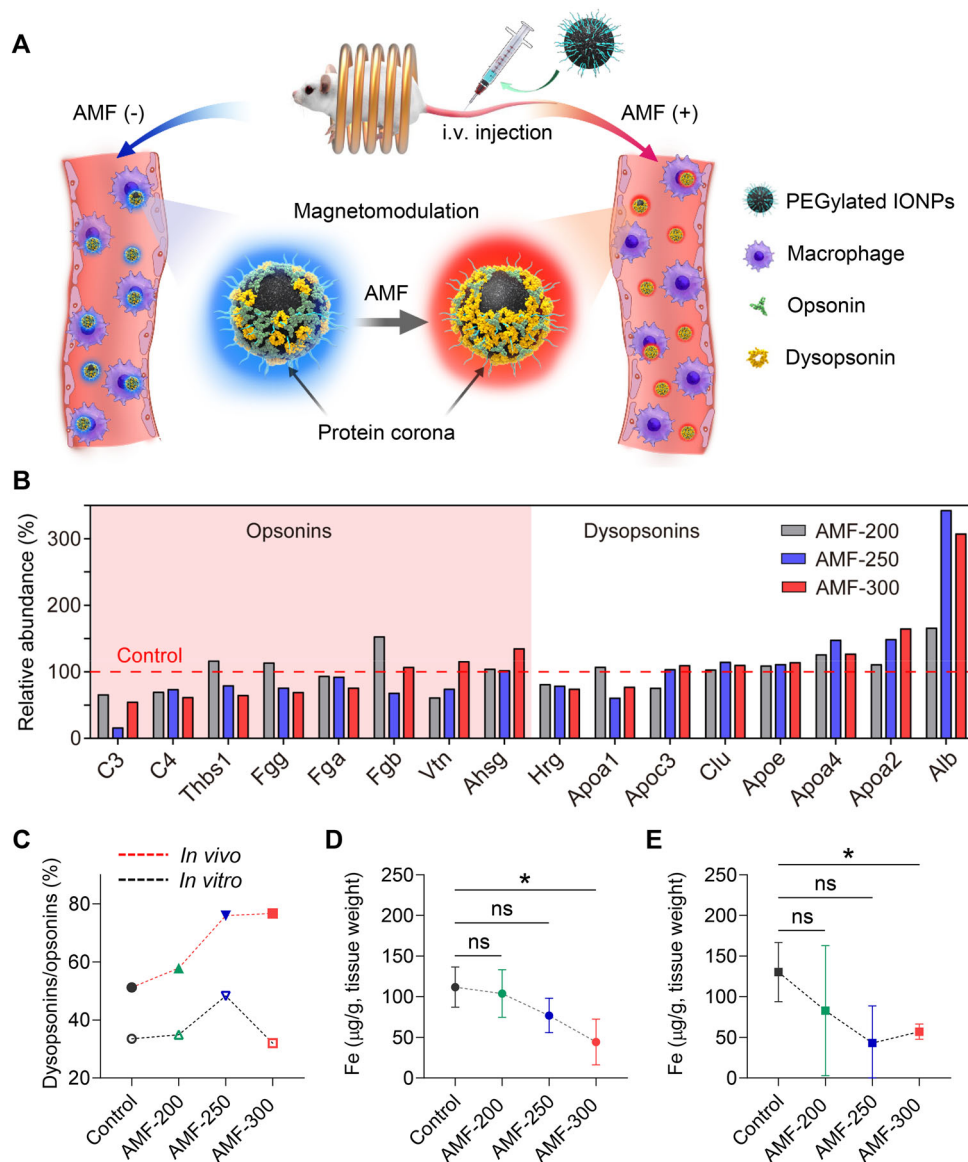 A
AMF (-)
i.v. injection
AMF (+)
Magnetomodulation
AMF
Protein corona
PEGylated IONPs
Macrophage
Opsonin
Dysopsonin
B
Relative abundance (%)
300
200
100
0
Opsonins
Dysopsonins
AMF-200
AMF-250
AMF-300
Control
C3
C4
Thbs1
Fgg
Fga
Fgb
Vtn
Ahsg
Hrg
Apoa1
Apoc3
Clu
Apoe
Apoa4
Apoa2
Alb
C
In vivo
In vitro
Dysopsonins/opsonins (%)
100
80
60
40
20
Control
AMF-200
AMF-250
AMF-300
D
Fe (μg/g, tissue weight)
250
200
150
100
50
0
*
ns
ns
Control
AMF-200
AMF-250
AMF-300
E
Fe (μg/g, tissue weight)
250
200
150
100
50
0
*
ns
ns
Control
AMF-200
AMF-250
AMF-300